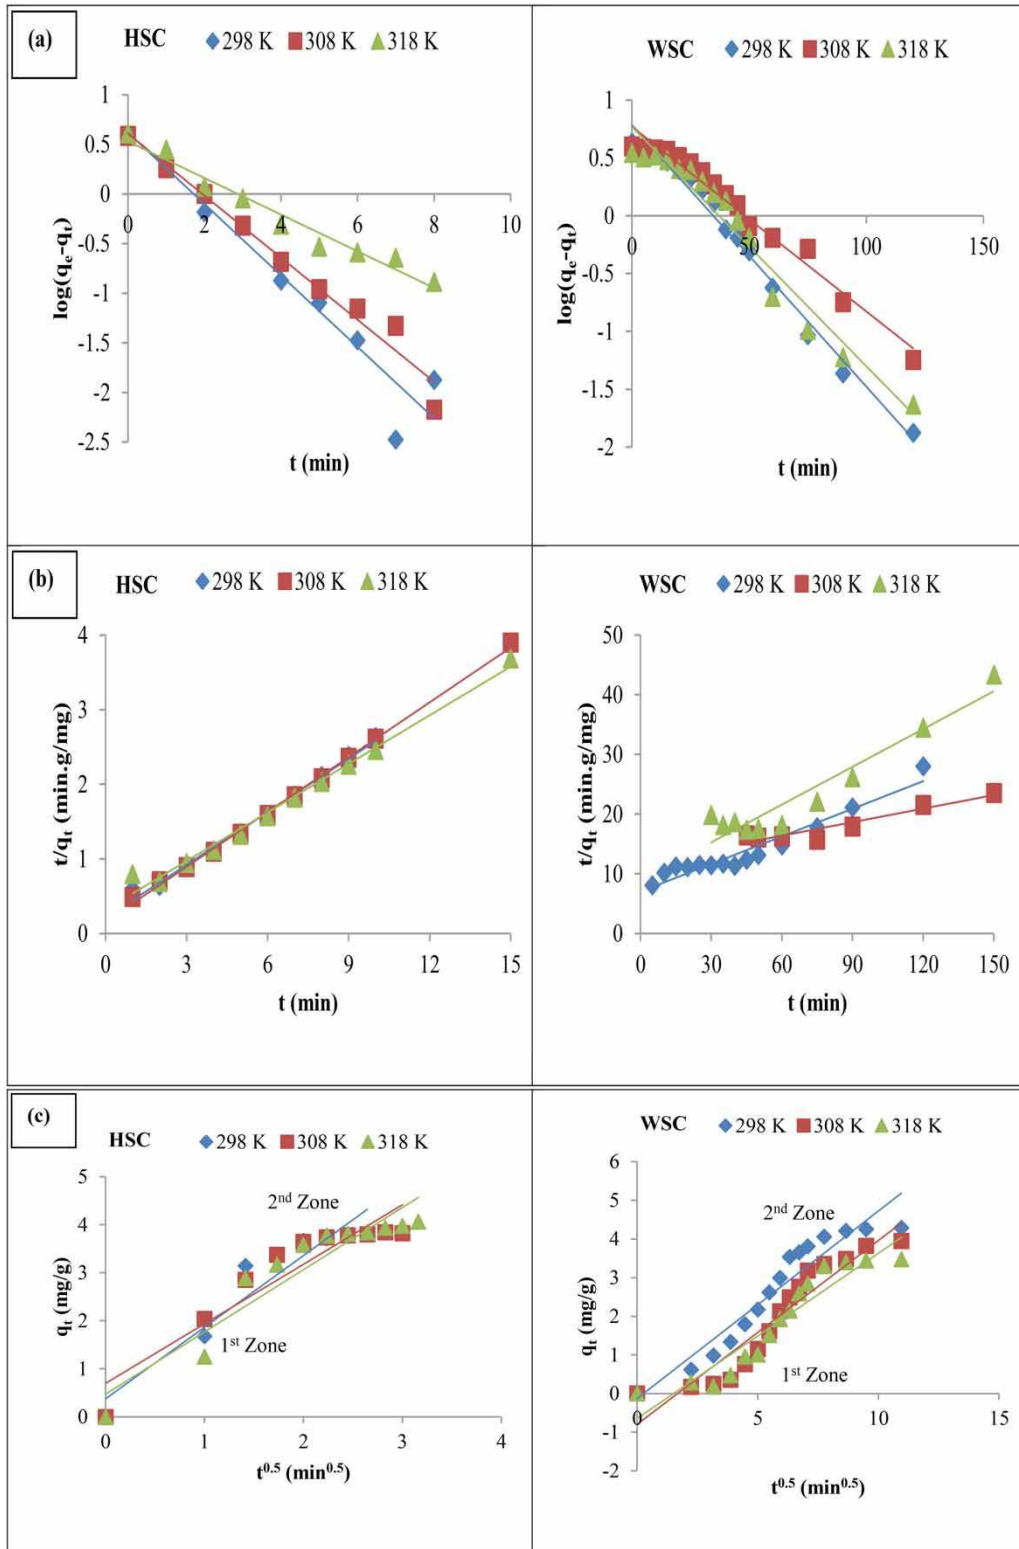 (a)
HSC ◆298 K ■308 K ▲318 K
1
0.5
0
-0.5
-1
-1.5
-2
-2.5
0 2 4 6 8 10
log(qe-qt)
t (min)
WSC ◆298 K ■308 K ▲318 K
1
0.5
0
-0.5
-1
-1.5
-2
0 50 100 150
log(qe-qt)
t (min)
(b)
HSC ◆298 K ■308 K ▲318 K
4
3
2
1
0
0 3 6 9 12 15
t/qt (min.g/mg)
t (min)
WSC ◆298 K ■308 K ▲318 K
50
40
30
20
10
0
0 30 60 90 120 150
t/qt (min.g/mg)
t (min)
(c)
HSC ◆298 K ■308 K ▲318 K
5
4
3
2
1
0
0 1 2 3 4
2nd Zone
1st Zone
qt (mg/g)
t0.5 (min0.5)
WSC ◆298 K ■308 K ▲318 K
6
5
4
3
2
1
0
-1
-2
0 5 10 15
2nd Zone
1st Zone
qt (mg/g)
t0.5 (min0.5)